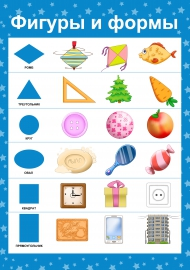 Фигуры и формы
РОМБ
ТРЕУГОЛЬНИК
КРУГ
ОВАЛ
КВАДРАТ
ПРЯМОУГОЛЬНИК